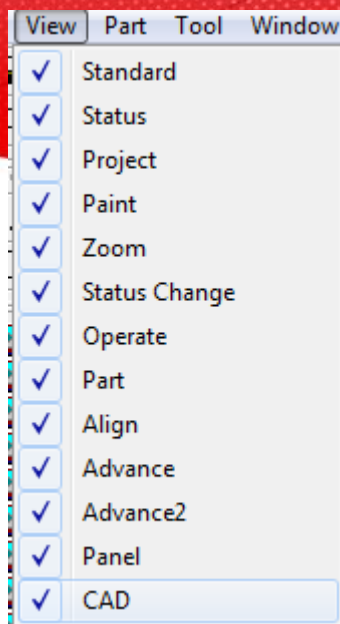 View Part Tool Window
Standard
Status
Project
Paint
Zoom
Status Change
Operate
Part
Align
Advance
Advance2
Panel
CAD